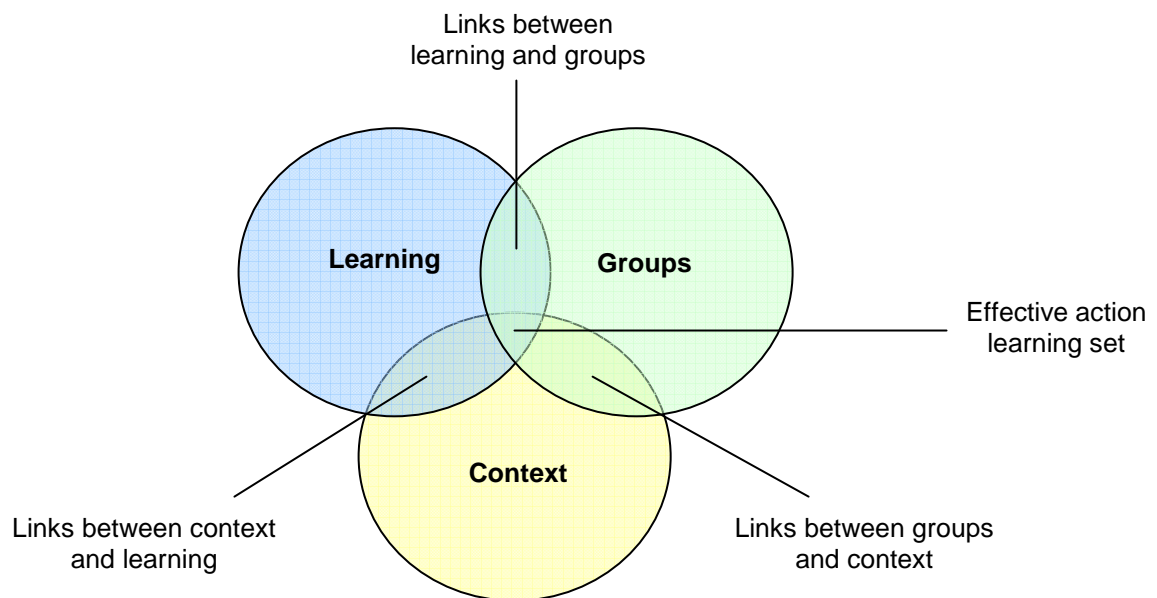 Links between
learning and groups
Learning
Groups
Effective action
learning set
Context
Links between context
and learning
Links between groups
and context